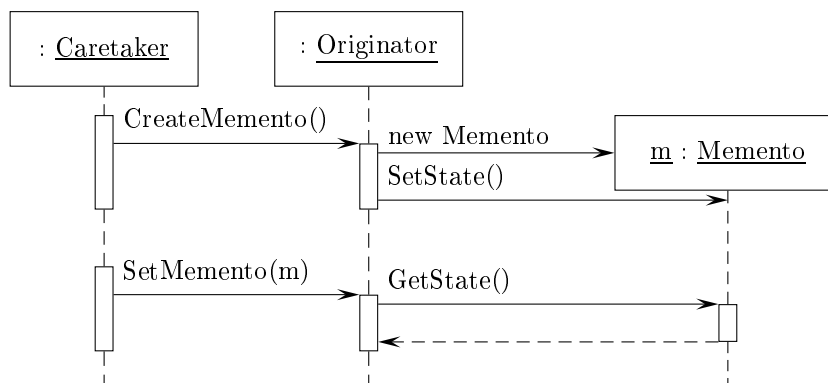 : Caretaker
: Originator
CreateMemento()
new Memento
m : Memento
SetState()
SetMemento(m)
GetState()